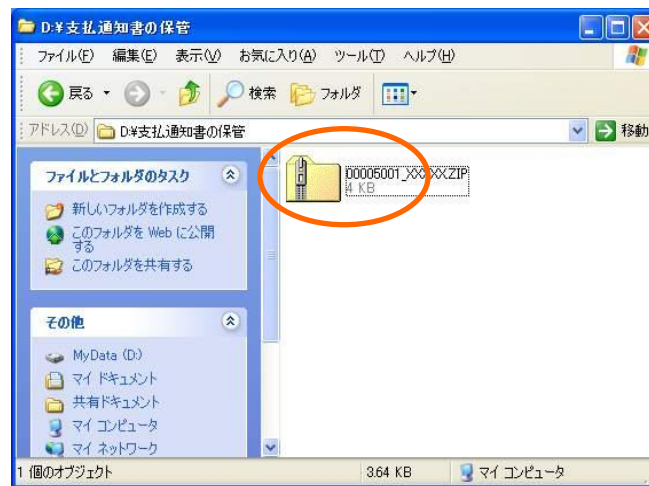 D:¥支払通知書の保管
ファイル(F) 編集(E) 表示(V) お気に入り(A) ツール(T) ヘルプ(H)
戻る 検索 フォルダ
アドレス(D) D:¥支払通知書の保管 移動
ファイルとフォルダのタスク
新しいフォルダを作成する
このフォルダを Web に公開
する
このフォルダを共有する
00005001_XXXXXX.ZIP
4 KB
その他
MyData (D:)
マイ ドキュメント
共有ドキュメント
マイ コンピュータ
マイ ネットワーク
1 個のオブジェクト 3.64 KB マイ コンピュータ